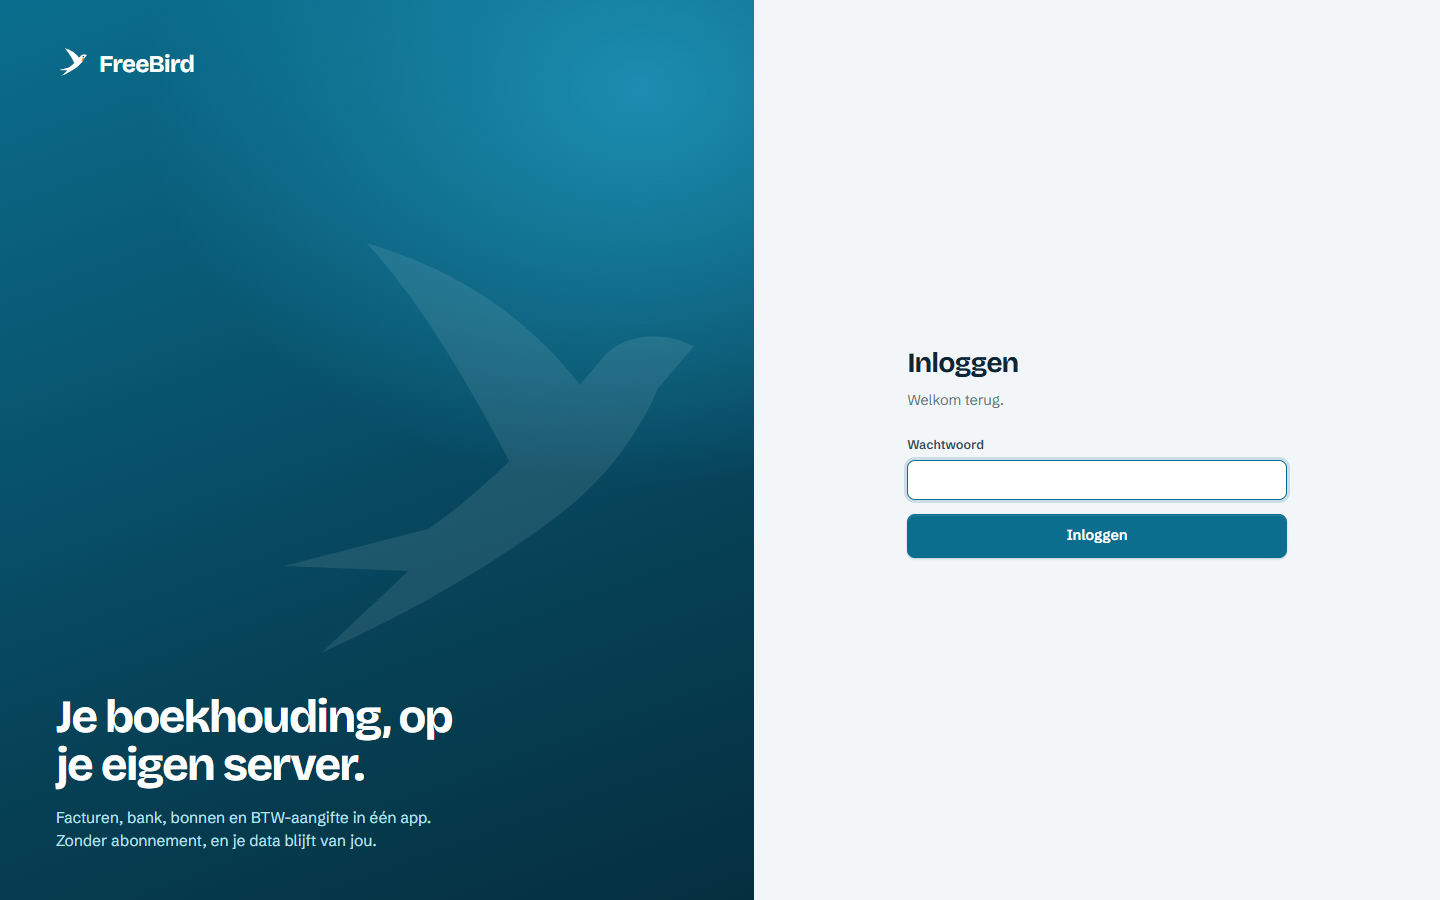 FreeBird
Je boekhouding, op
je eigen server.
Facturen, bank, bonnen en BTW-aangifte in één app.
Zonder abonnement, en je data blijft van jou.
Inloggen
Welkom terug.
Wachtwoord
Inloggen